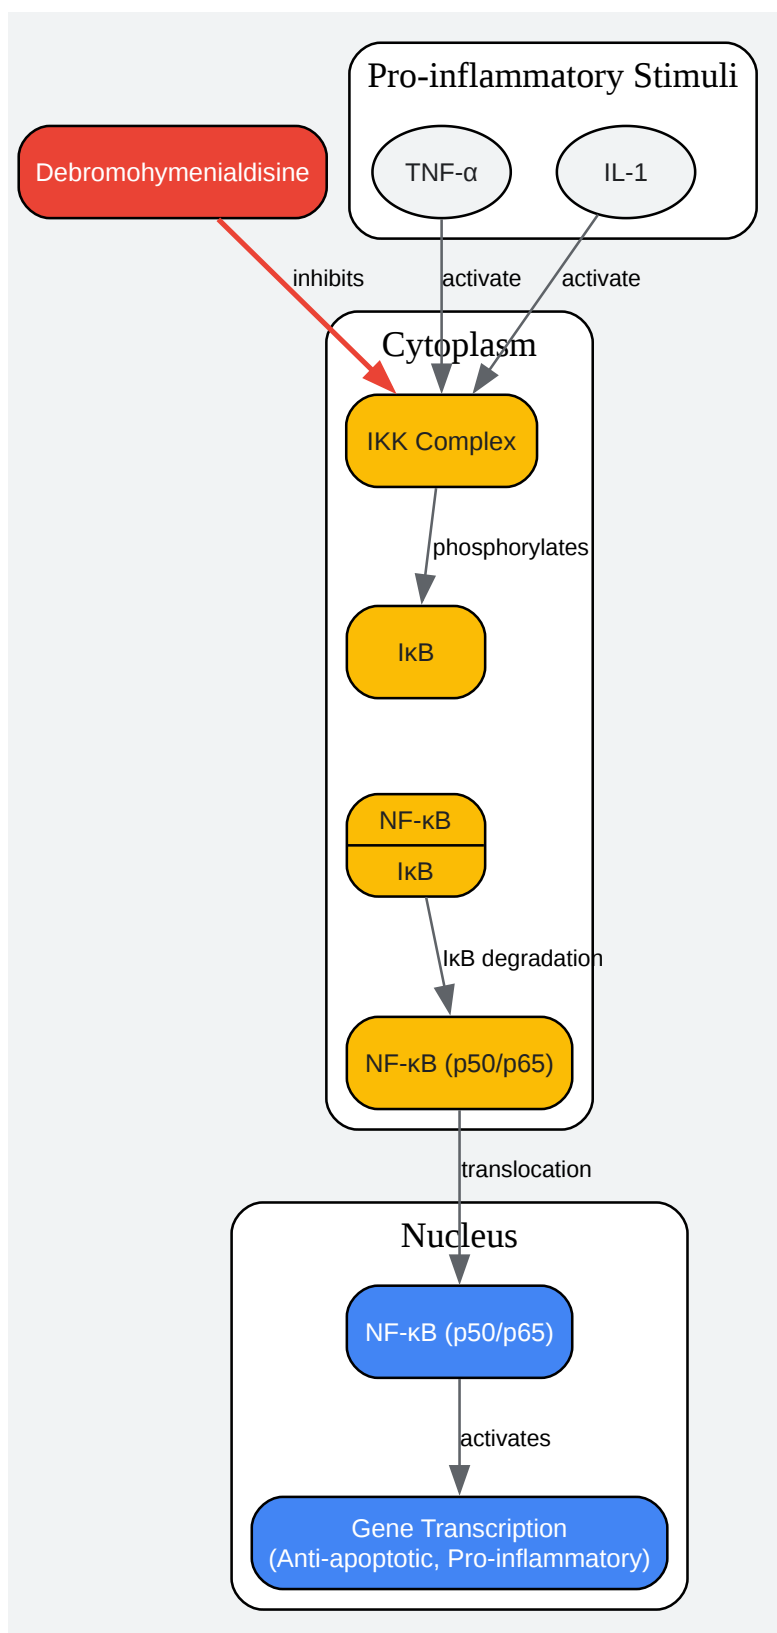 Pro-inflammatory Stimuli
Debromohymenialdisine
TNF-α
IL-1
inhibits
activate
activate
Cytoplasm
IKK Complex
phosphorylates
IκB
NF-κB
IκB
IκB degradation
NF-κB (p50/p65)
translocation
Nucleus
NF-κB (p50/p65)
activates
Gene Transcription
(Anti-apoptotic, Pro-inflammatory)